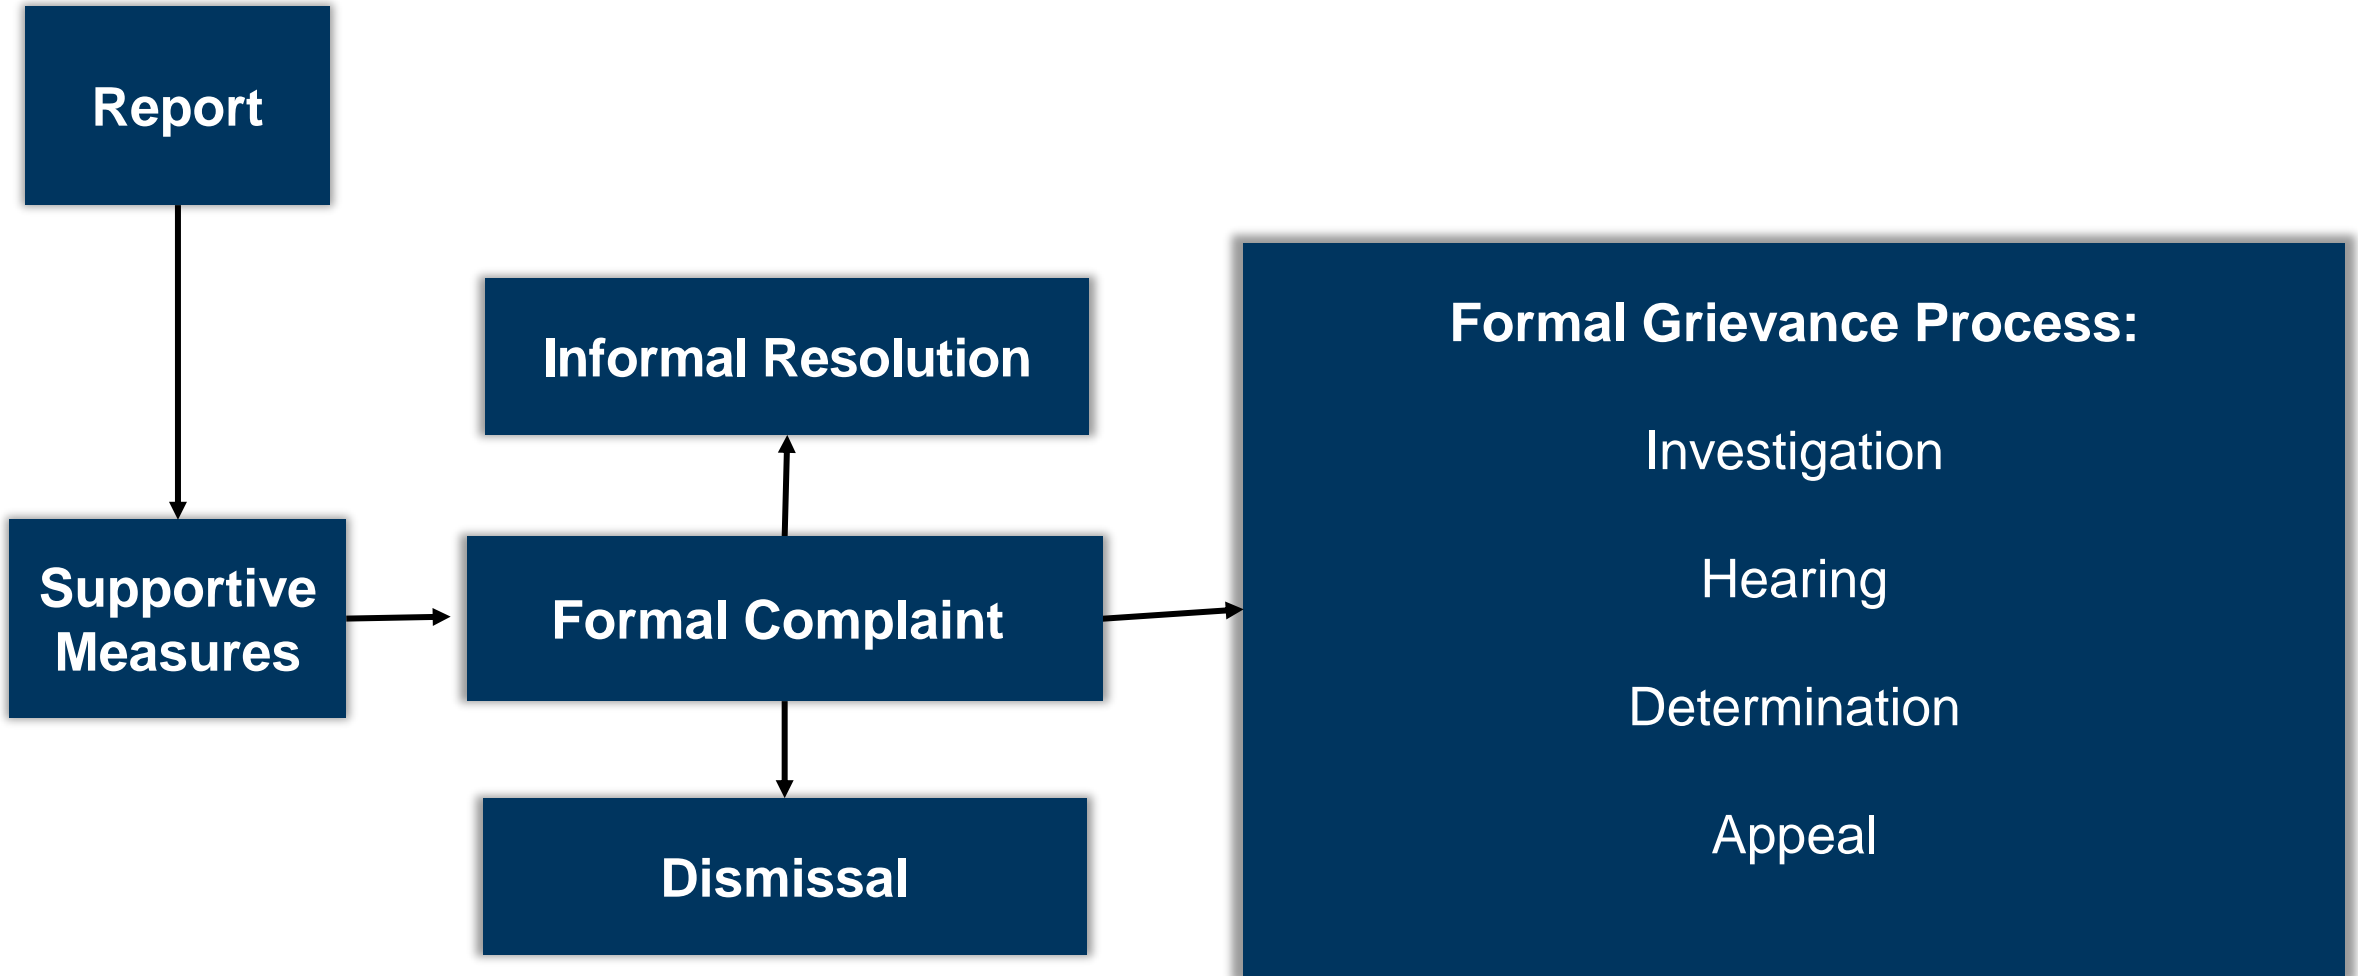 Report
Supportive
Measures
Informal Resolution
Formal Complaint
Dismissal
Formal Grievance Process:
Investigation
Hearing
Determination
Appeal